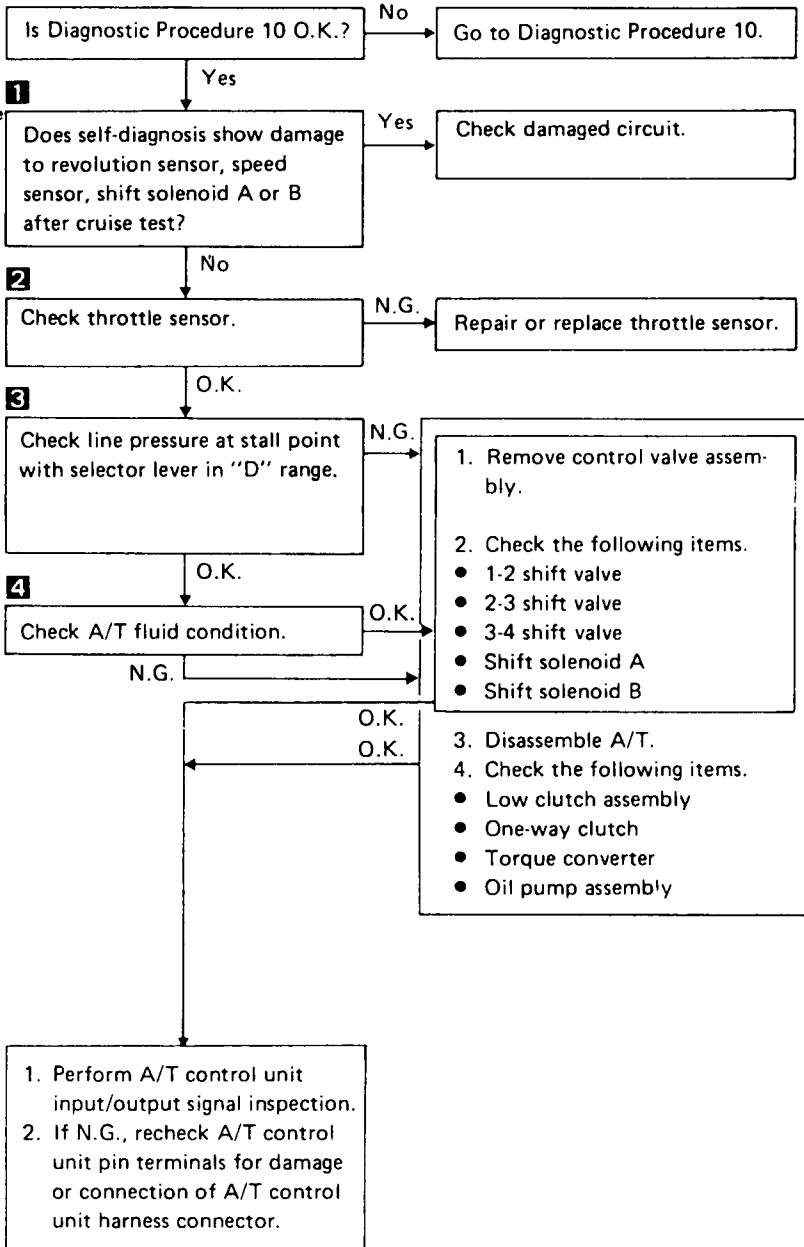 Is Diagnostic Procedure 10 O.K.?
No
Go to Diagnostic Procedure 10.
Yes
1
e
Does self-diagnosis show damage
to revolution sensor, speed
sensor, shift solenoid A or B
after cruise test?
Yes
Check damaged circuit.
No
2
Check throttle sensor.
N.G.
Repair or replace throttle sensor.
O.K.
3
Check line pressure at stall point
with selector lever in "D" range.
N.G.
O.K.
4
Check A/T fluid condition.
O.K.
N.G.
1. Remove control valve assem-
bly.
2. Check the following items.
● 1-2 shift valve
● 2-3 shift valve
● 3-4 shift valve
● Shift solenoid A
● Shift solenoid B
O.K.
O.K.
3. Disassemble A/T.
4. Check the following items.
● Low clutch assembly
● One-way clutch
● Torque converter
● Oil pump assembly
1. Perform A/T control unit
input/output signal inspection.
2. If N.G., recheck A/T control
unit pin terminals for damage
or connection of A/T control
unit harness connector.